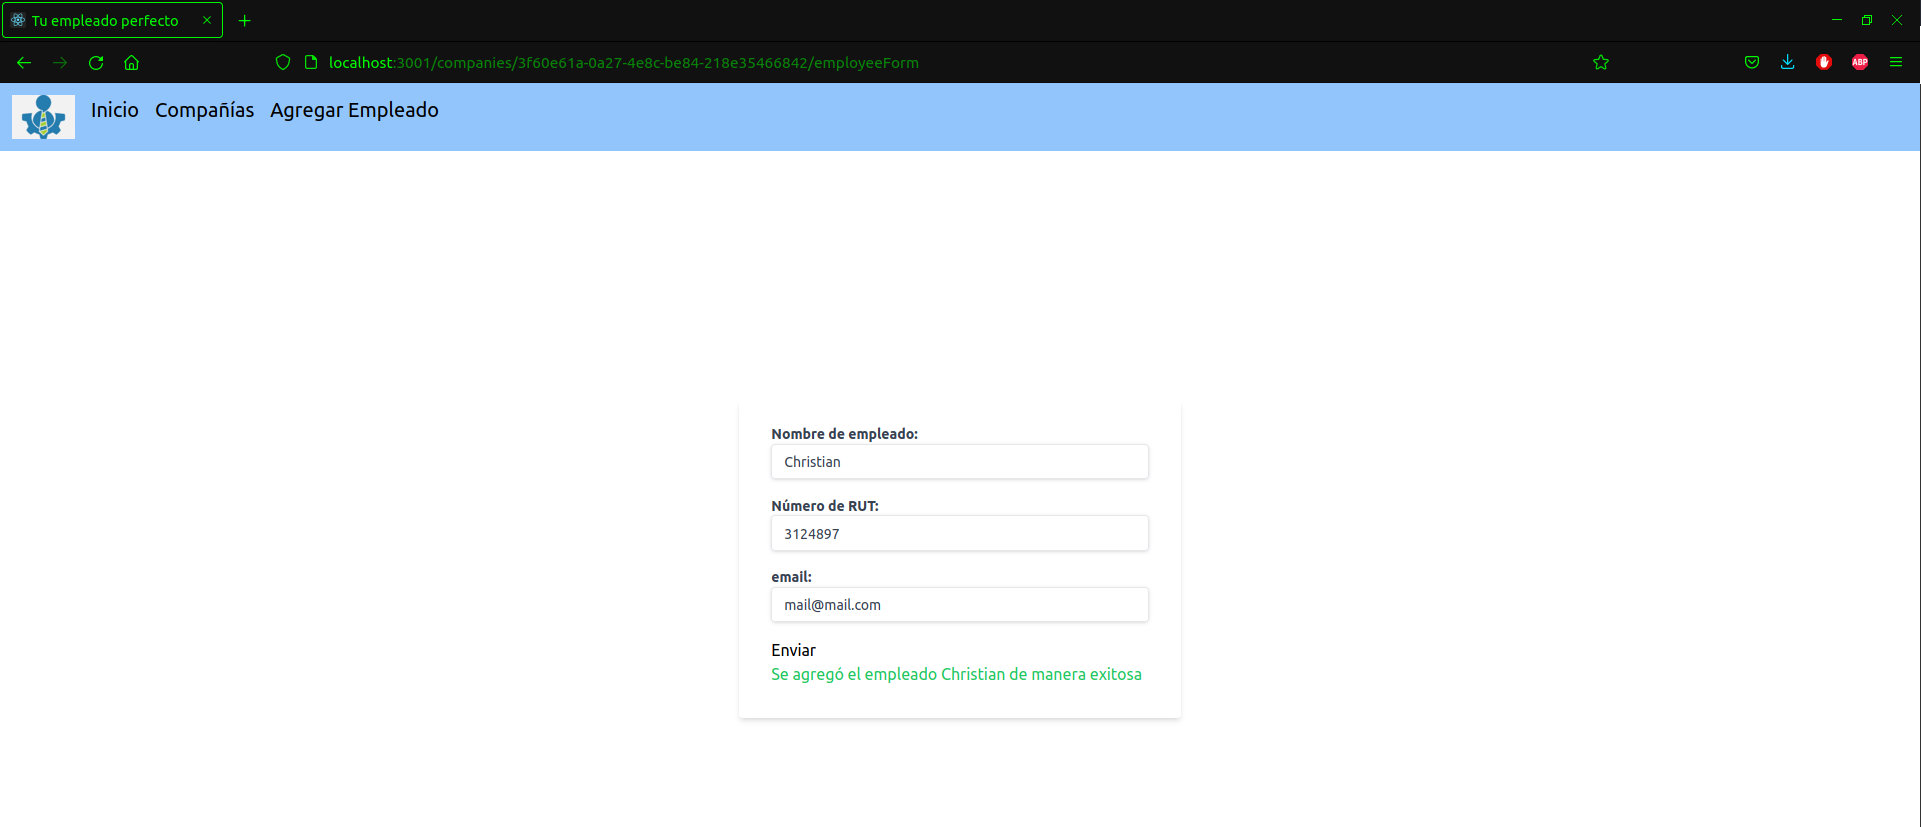 Tu empleado perfecto
localhost:3001/companies/3f60e61a-0a27-4e8c-be84-218e35466842/employeeForm
ABP
Inicio Compañías Agregar Empleado
Nombre de empleado:
Christian
Número de RUT:
3124897
email:
mail@mail.com
Enviar
Se agregó el empleado Christian de manera exitosa